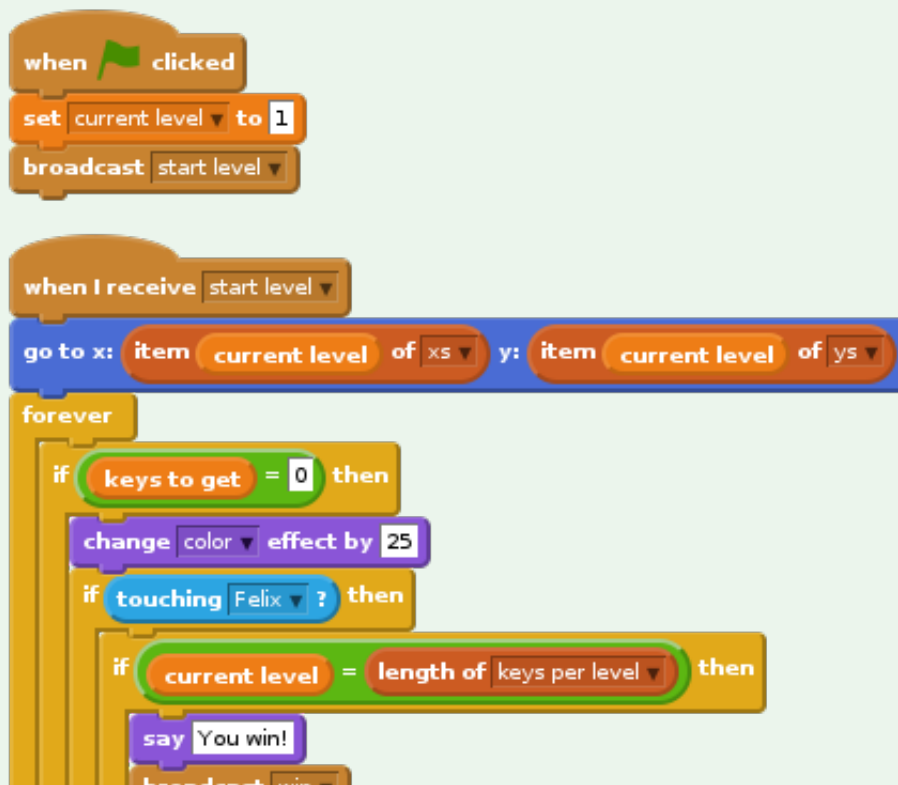 when clicked
set current level ▾ to 1
broadcast start level ▾
when I receive start level ▾
go to x: item current level of xs ▾ y: item current level of ys ▾
forever
if keys to get = 0 then
change color ▾ effect by 25
if touching Felix ▾ ? then
if current level = length of keys per level ▾ then
say You win!
broadcast win ▾